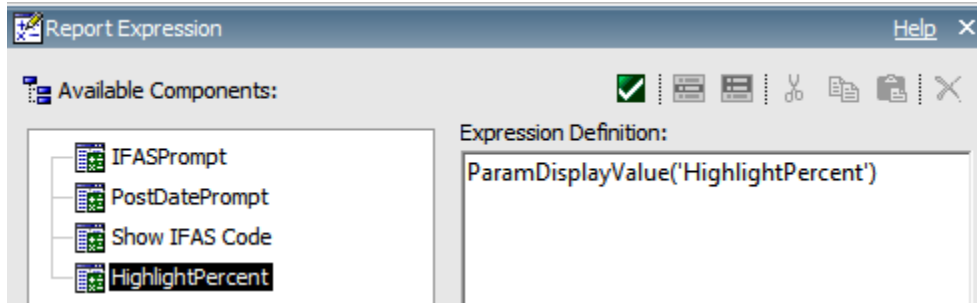 Report Expression Help
Available Components:
Expression Definition:
IFASPrompt
PostDatePrompt
Show IFAS Code
HighlightPercent
ParamDisplayValue('HighlightPercent')